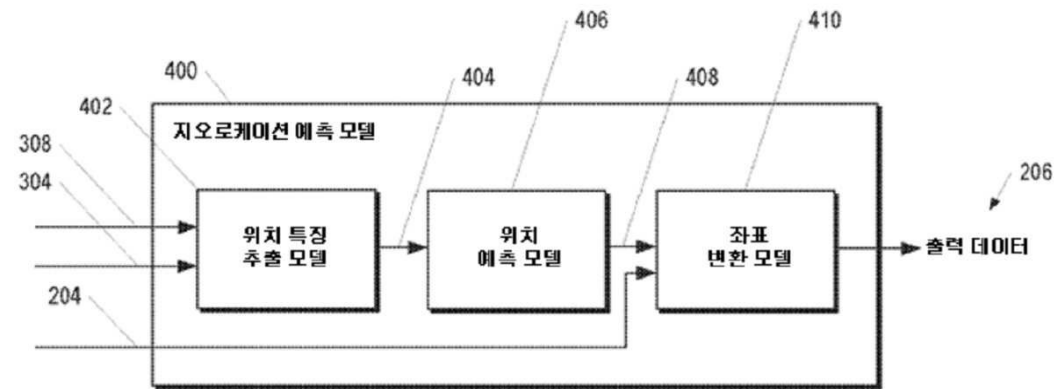 406
410
400
404
408
402
지오로케이션 예측 모델
308
304
206
위치 특징
추출 모델
위치
예측 모델
좌표
변환 모델
출력 데이터
204